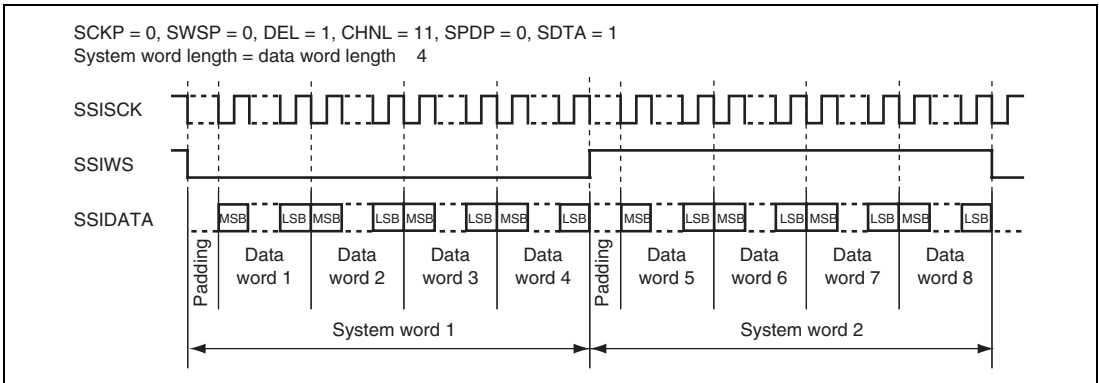 SCKP = 0, SWSP = 0, DEL = 1, CHNL = 11, SPDP = 0, SDTA = 1
System word length = data word length 4
SSISCK
SSIWS
SSIDATA
MSB LSB MSB LSB MSB LSB MSB LSB MSB LSB MSB LSB MSB LSB MSB LSB
Padding Data word 1 Data word 2 Data word 3 Data word 4 Padding Data word 5 Data word 6 Data word 7 Data word 8
System word 1 System word 2